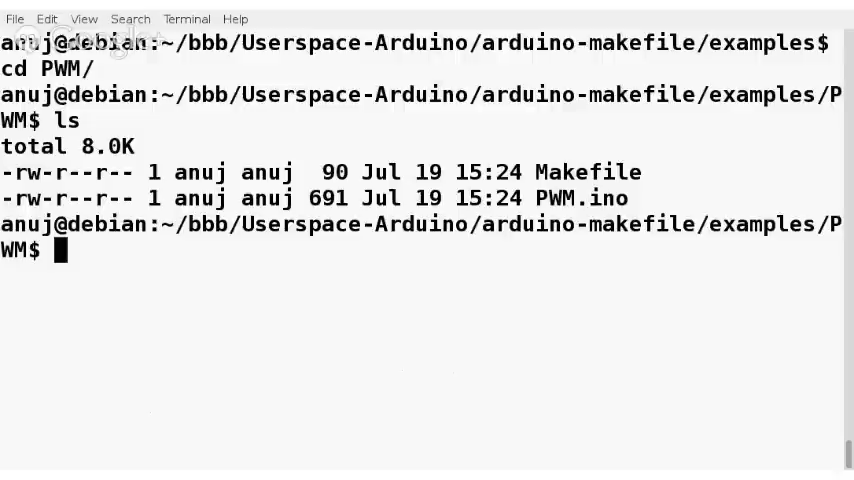 File Edit View Search Terminal Help
Google+
anuj@debian:~/bbb/Userspace-Arduino/arduino-makefile/examples$
cd PWM/
anuj@debian:~/bbb/Userspace-Arduino/arduino-makefile/examples/P
WM$ ls
total 8.0K
-rw-r--r-- 1 anuj anuj  90 Jul 19 15:24 Makefile
-rw-r--r-- 1 anuj anuj 691 Jul 19 15:24 PWM.ino
anuj@debian:~/bbb/Userspace-Arduino/arduino-makefile/examples/P
WM$